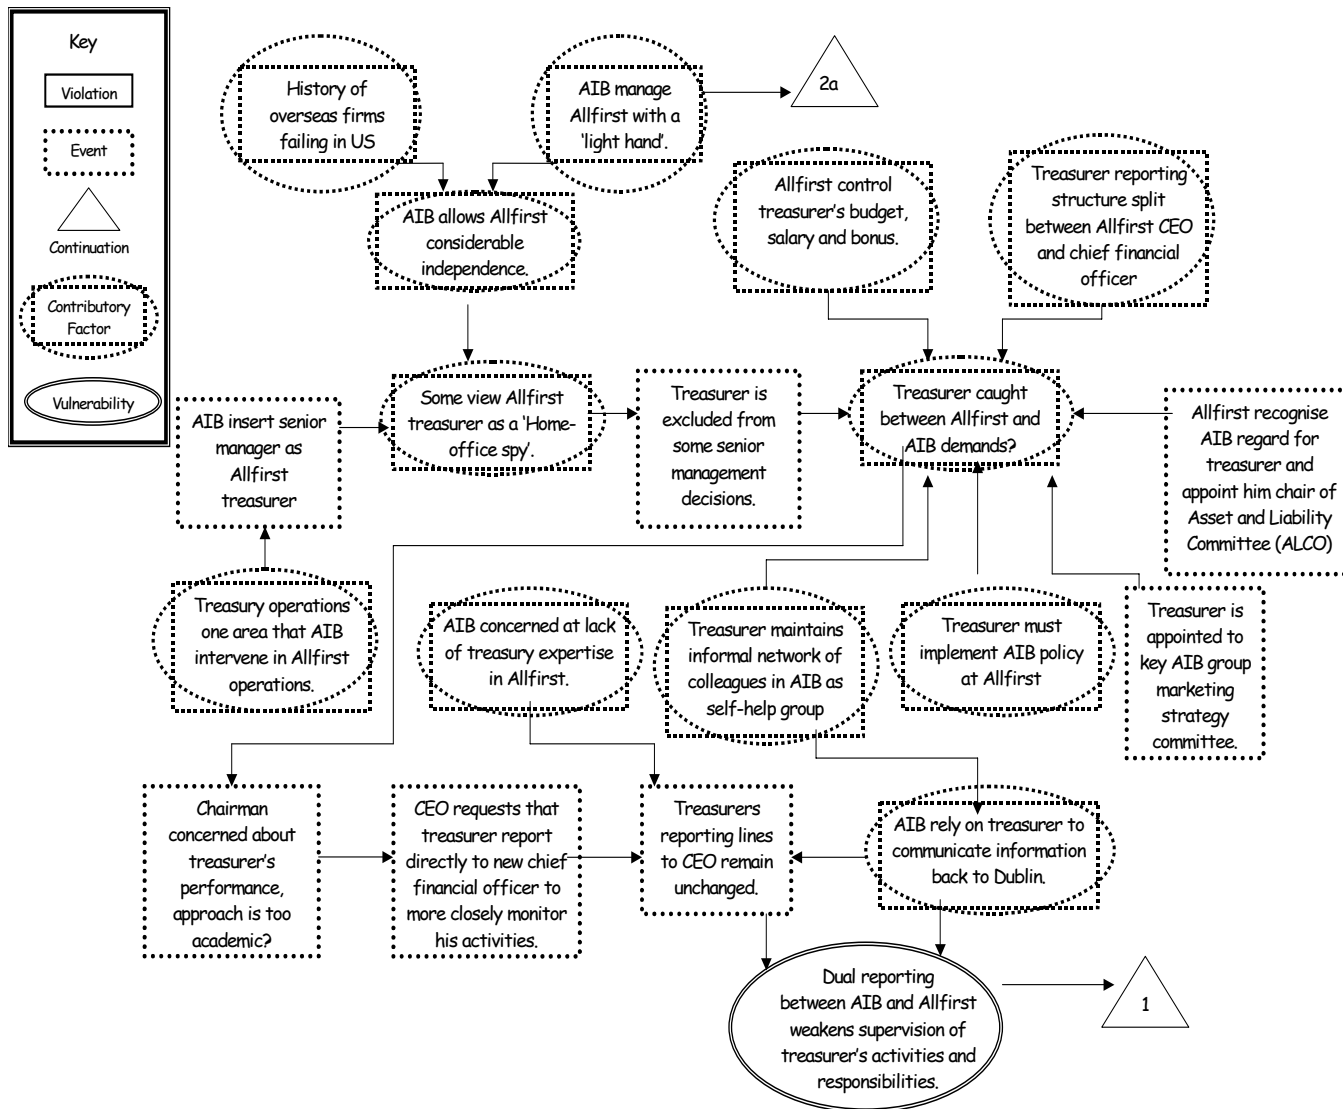 Key
Violation
Event
Continuation
Contributory
Factor
Vulnerability
History of
overseas firms
failing in US
AIB manage
Allfirst with a
‘light hand’.
2a
AIB allows Allfirst
considerable
independence.
Allfirst control
treasurer’s budget,
salary and bonus.
Treasurer reporting
structure split
between Allfirst CEO
and chief financial
officer
AIB insert senior
manager as
Allfirst
treasurer
Some view Allfirst
treasurer as a ‘Home-
office spy’.
Treasurer is
excluded from
some senior
management
decisions.
Treasurer caught
between Allfirst and
AIB demands?
Allfirst recognise
AIB regard for
treasurer and
appoint him chair of
Asset and Liability
Committee (ALCO)
Treasury operations
one area that AIB
intervene in Allfirst
operations.
AIB concerned at lack
of treasury expertise
in Allfirst.
Treasurer maintains
informal network of
colleagues in AIB as
self-help group
Treasurer must
implement AIB policy
at Allfirst
Treasurer is
appointed to
key AIB group
marketing
strategy
committee.
Chairman
concerned about
treasurer’s
performance,
approach is too
academic?
CEO requests that
treasurer report
directly to new chief
financial officer to
more closely monitor
his activities.
Treasurers
reporting lines
to CEO remain
unchanged.
AIB rely on treasurer to
communicate information
back to Dublin.
Dual reporting
between AIB and Allfirst
weakens supervision of
treasurer’s activities and
responsibilities.
1